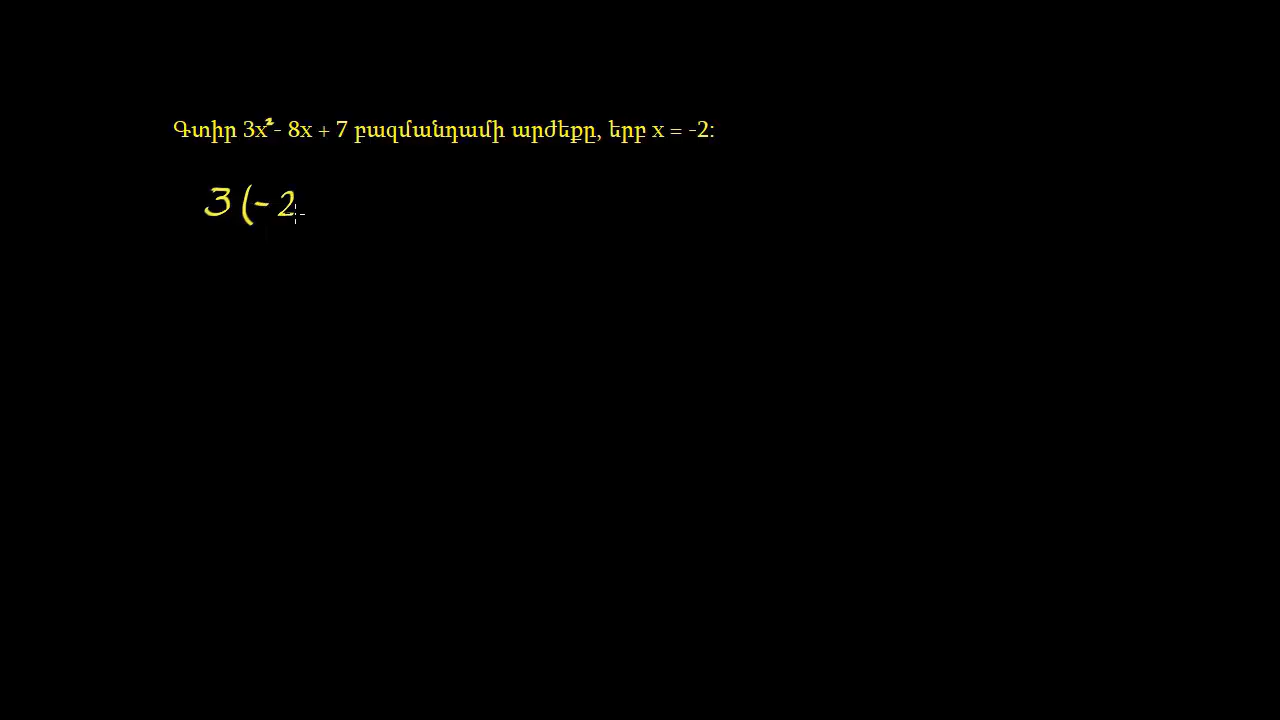 Գտիր 3x²- 8x + 7 բազմանդամի արժեքը, երբ x = -2:
3 (- 2